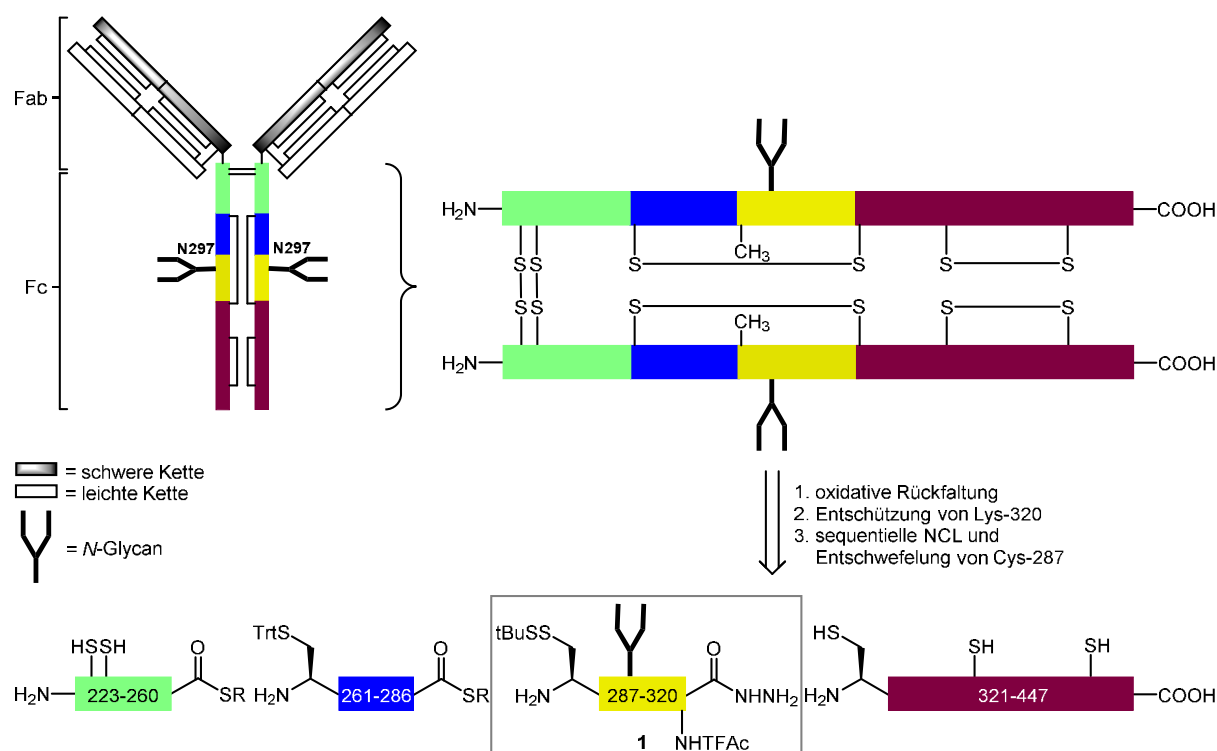 Fab
Fc
N297
N297
H₂N
COOH
S S
S S
S
S
S
S
CH₃
S
S
S
S
CH₃
H₂N
COOH
= schwere Kette
= leichte Kette
= N-Glycan
1. oxidative Rückfaltung
2. Entschützung von Lys-320
3. sequentielle NCL und
Entschwefelung von Cys-287
HS SH
O
H₂N
223-260
SR
TrtS
O
H₂N
261-286
SR
tBuSS
O
H₂N
287-320
NHNH₂
NHTFAc
1
HS
SH
SH
H₂N
321-447
COOH